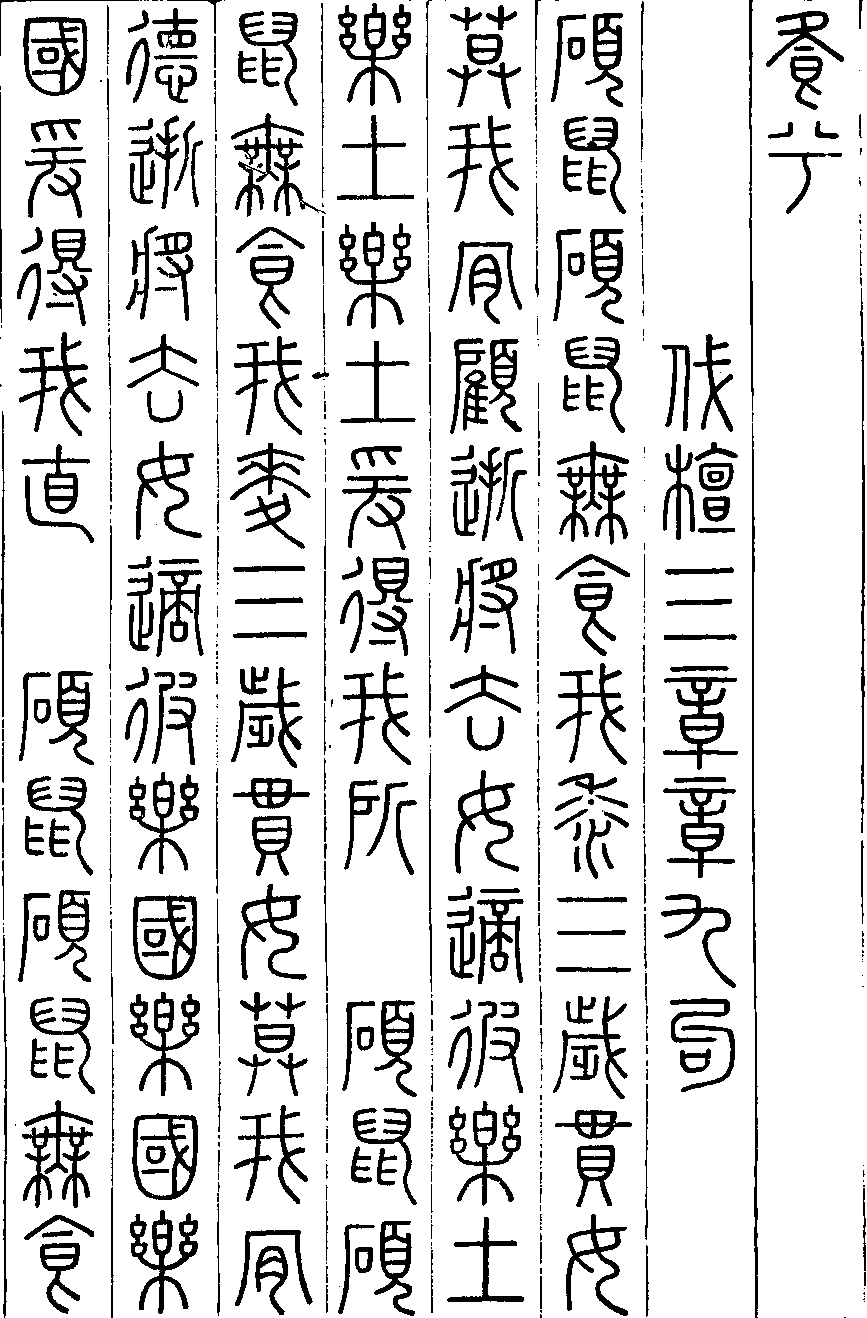 飧兮
伐檀三章章九句
碩鼠碩鼠無食我黍三歲貫女
莫我肯顧逝將去女適彼樂土
樂土樂土爰得我所　碩鼠碩
鼠無食我麥三歲貫女莫我肯
德逝將去女適彼樂國樂國樂
國爰得我直　碩鼠碩鼠無食